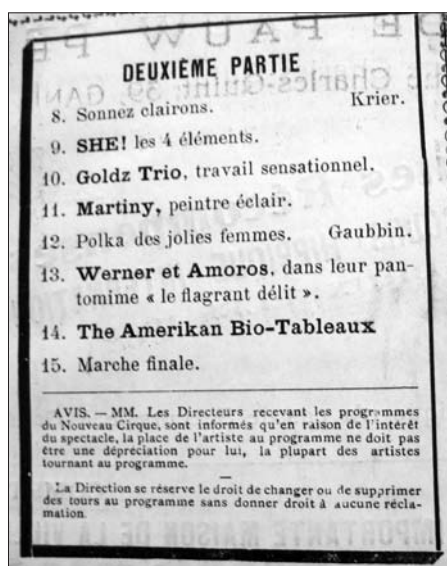 DEUXIÈME PARTIE
8. Sonnez clairons. Krier.
9. SHE! les 4 éléments.
10. Goldz Trio, travail sensationnel.
11. Martiny, peintre éclair.
12. Polka des jolies femmes. Gaubbin.
13. Werner et Amoros, dans leur pan-
tomime « le flagrant délit ».
14. The Amerikan Bio-Tableaux
15. Marche finale.
AVIS. — MM. Les Directeurs recevant les programmes
du Nouveau Cirque, sont informés qu'en raison de l'intérêt
du spectacle, la place de l'artiste au programme ne doit pas
être une dépréciation pour lui, la plupart des artistes
tournant au programme.
La Direction se réserve le droit de changer ou de supprimer
des tours au programme sans donner droit à aucune récla-
mation